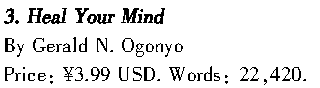 3. Heal Your Mind
By Gerald N. Ogonyo
Price: ¥3.99 USD. Words: 22,420.